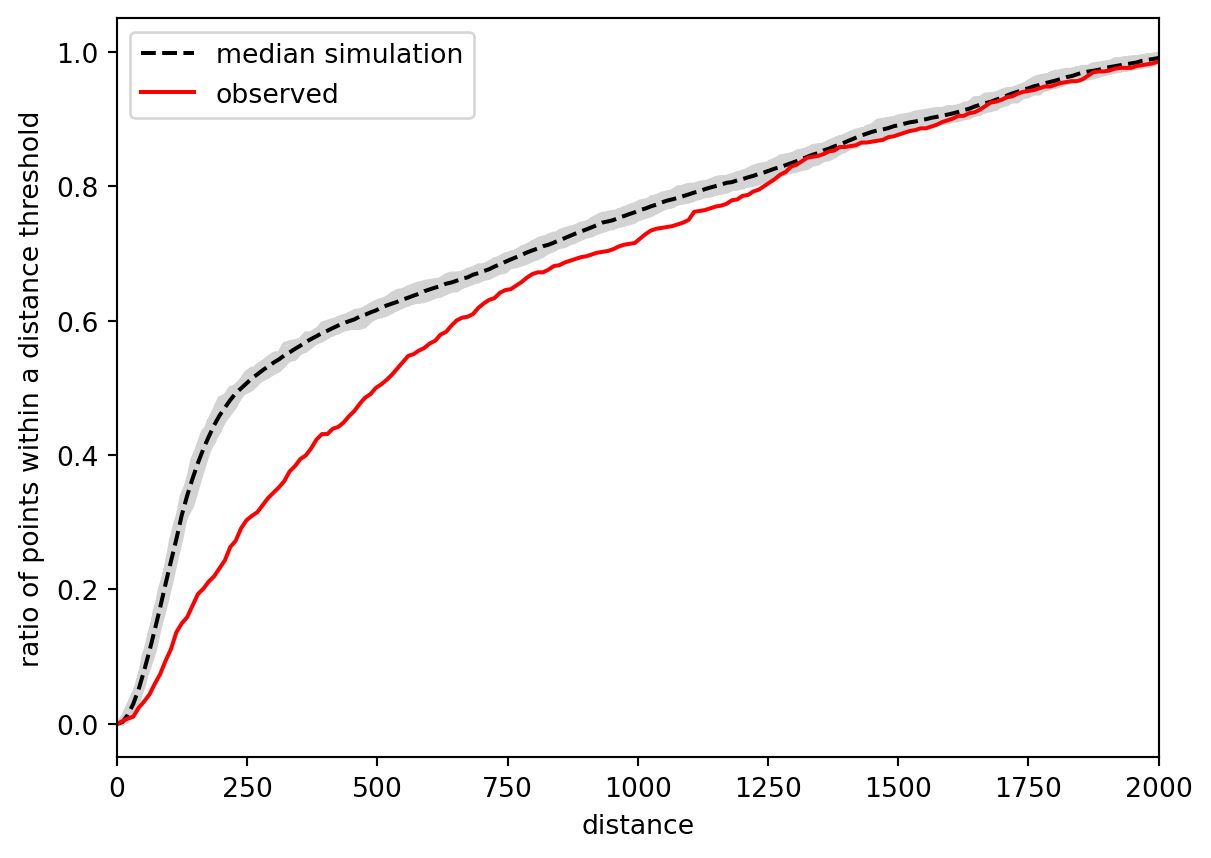 median simulation
observed
ratio of points within a distance threshold
1.0
0.8
0.6
0.4
0.2
0.0
0 250 500 750 1000 1250 1500 1750 2000
distance